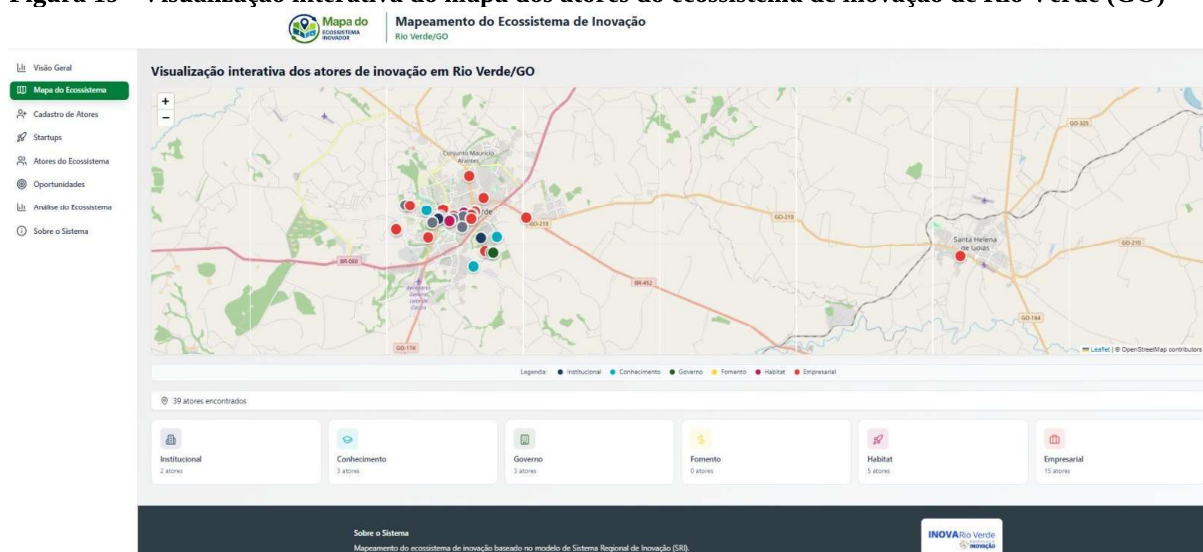 Figura 15 – Visualização interativa do mapa dos atores do ecossistema de inovação de Rio Verde (GO)
Mapa do
ECOSSISTEMA
INOVADOR
Mapeamento do Ecossistema de Inovação
Rio Verde/GO
Visão Geral
Mapa do Ecossistema
Cadastro de Atores
Startups
Atores do Ecossistema
Oportunidades
Análise do Ecossistema
Sobre o Sistema
Visualização interativa dos atores de inovação em Rio Verde/GO
+
−
Conjunto Maurício
Arantes
GO-325
GO-210
GO-210
GO-210
Santa Helena
de Goiás
BR-060
BR-452
GO-164
GO-174
Leaflet | © OpenStreetMap contributors
Legenda: Institucional Conhecimento Governo Fomento Habitat Empresarial
39 atores encontrados
Institucional
2 atores
Conhecimento
3 atores
Governo
3 atores
Fomento
0 atores
Habitat
5 atores
Empresarial
15 atores
Sobre o Sistema
Mapeamento do ecossistema de inovação baseado no modelo de Sistema Regional de Inovação (SRI).
INOVA Rio Verde
INOVAÇÃO